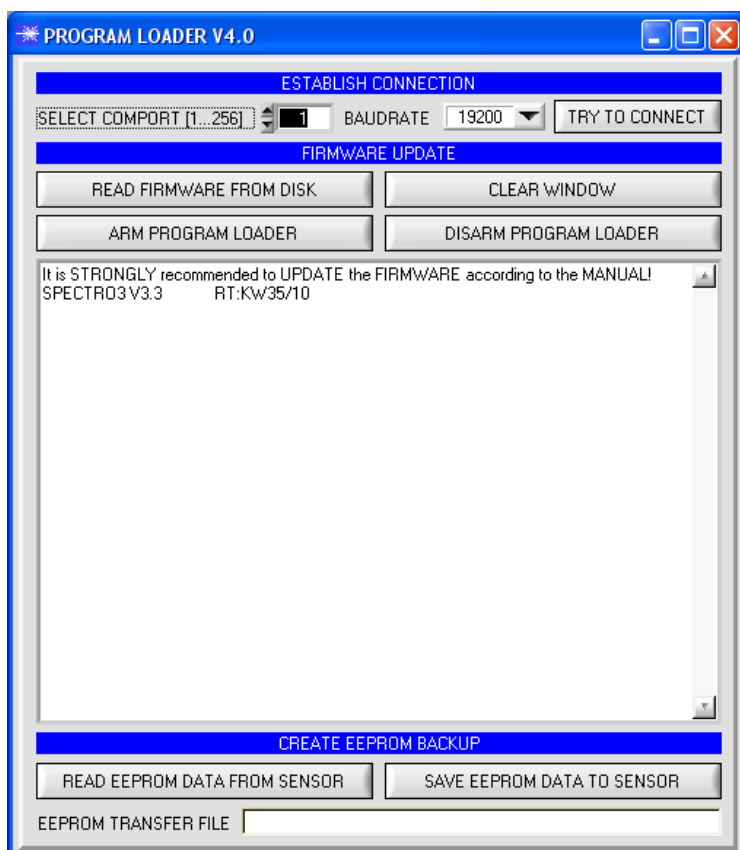 PROGRAM LOADER V4.0
ESTABLISH CONNECTION
SELECT COMPORT [1...256] 1 BAUDRATE 19200 TRY TO CONNECT
FIRMWARE UPDATE
READ FIRMWARE FROM DISK CLEAR WINDOW
ARM PROGRAM LOADER DISARM PROGRAM LOADER
It is STRONGLY recommended to UPDATE the FIRMWARE according to the MANUAL!
SPECTRO3 V3.3 RT:KW35/10
CREATE EEPROM BACKUP
READ EEPROM DATA FROM SENSOR SAVE EEPROM DATA TO SENSOR
EEPROM TRANSFER FILE